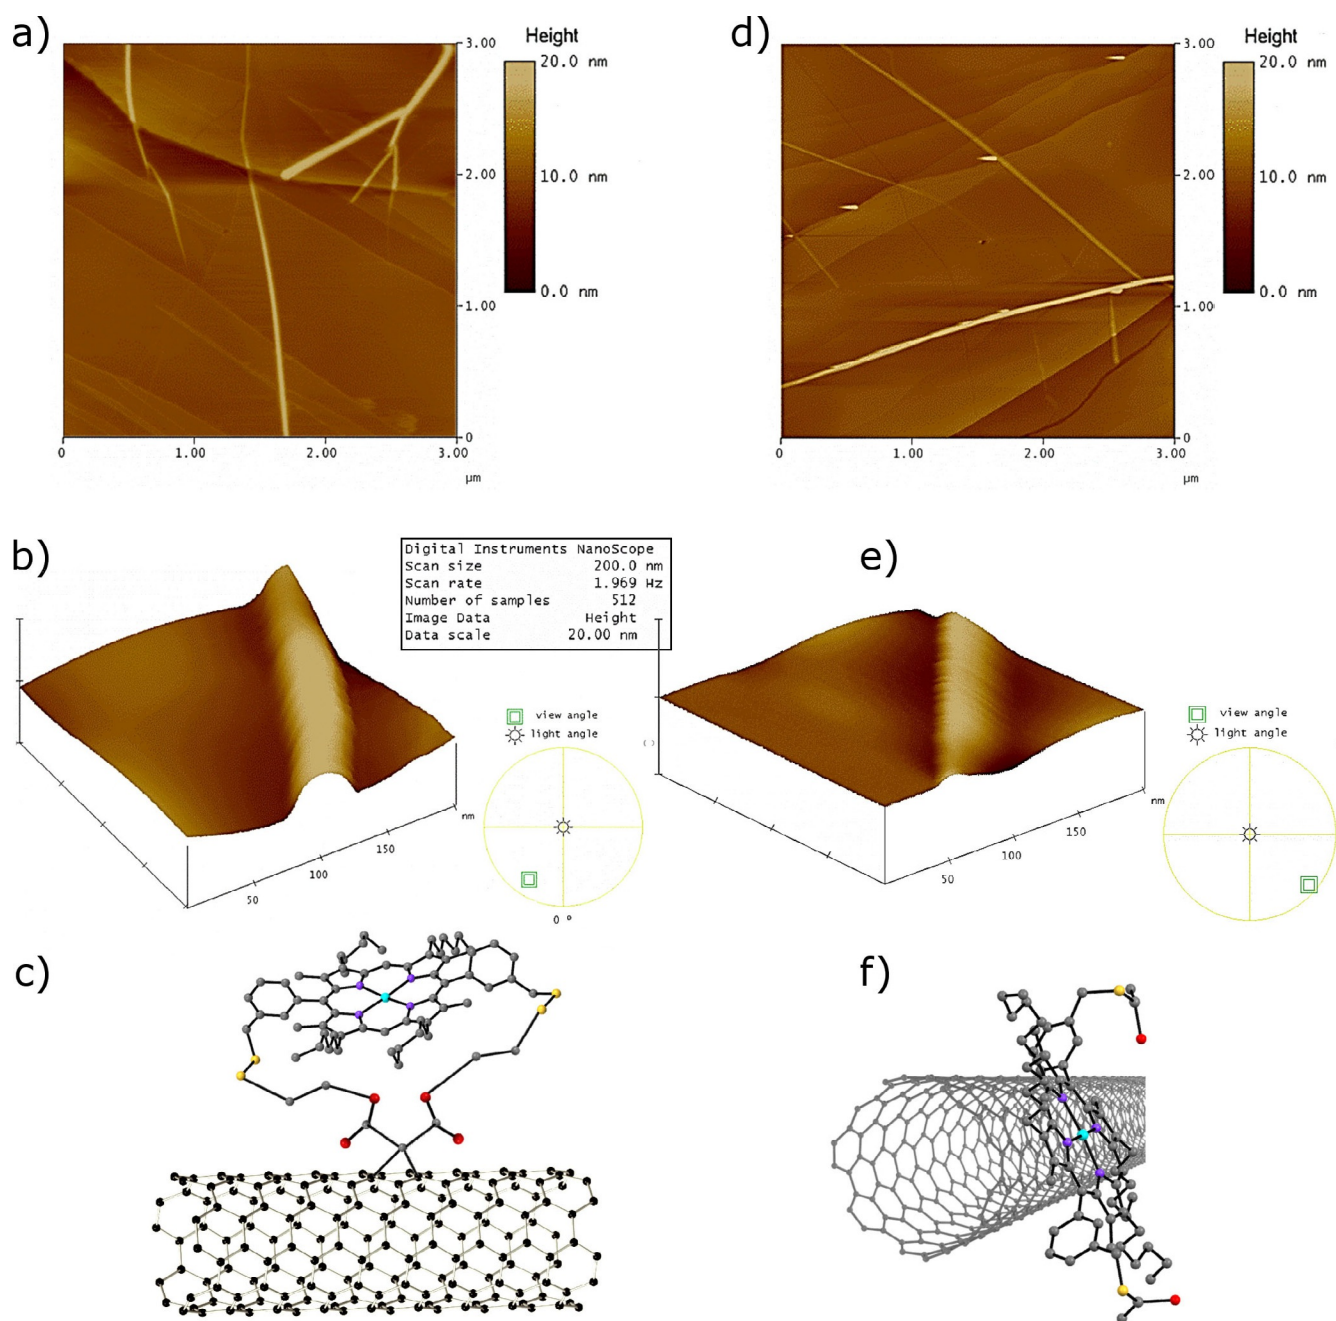 a)
Height
20.0 nm
10.0 nm
0.0 nm
3.00
2.00
1.00
0
0
1.00
2.00
3.00
µm
d)
Height
20.0 nm
10.0 nm
0.0 nm
3.00
2.00
1.00
0
0
1.00
2.00
3.00
µm
b)
Digital Instruments NanoScope
Scan size 200.0 nm
Scan rate 1.969 Hz
Number of samples 512
Image Data Height
Data scale 20.00 nm
view angle
light angle
0 º
50
100
150
nm
e)
view angle
light angle
50
100
150
nm
c)
f)